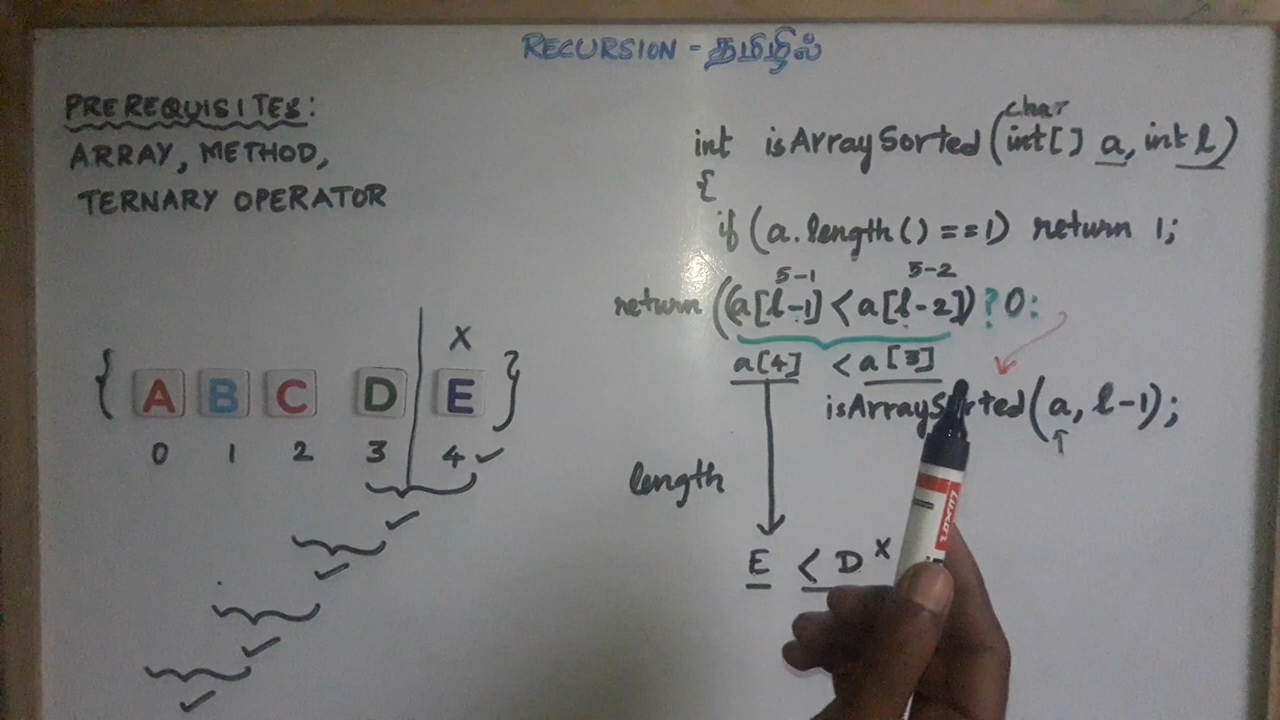 RECURSION - தமிழில்
PREREQUISITES:
ARRAY, METHOD,
TERNARY OPERATOR
char
int isArraySorted(int[] a, int l)
{
if (a.length() == 1) return 1;
5-1 5-2
return ((a[l-1] < a[l-2]) ? 0:
a[4] < a[3]
isArraySorted(a, l-1);
X
{ A B C D E }
0 1 2 3 4
length
E < D X
LUXOR